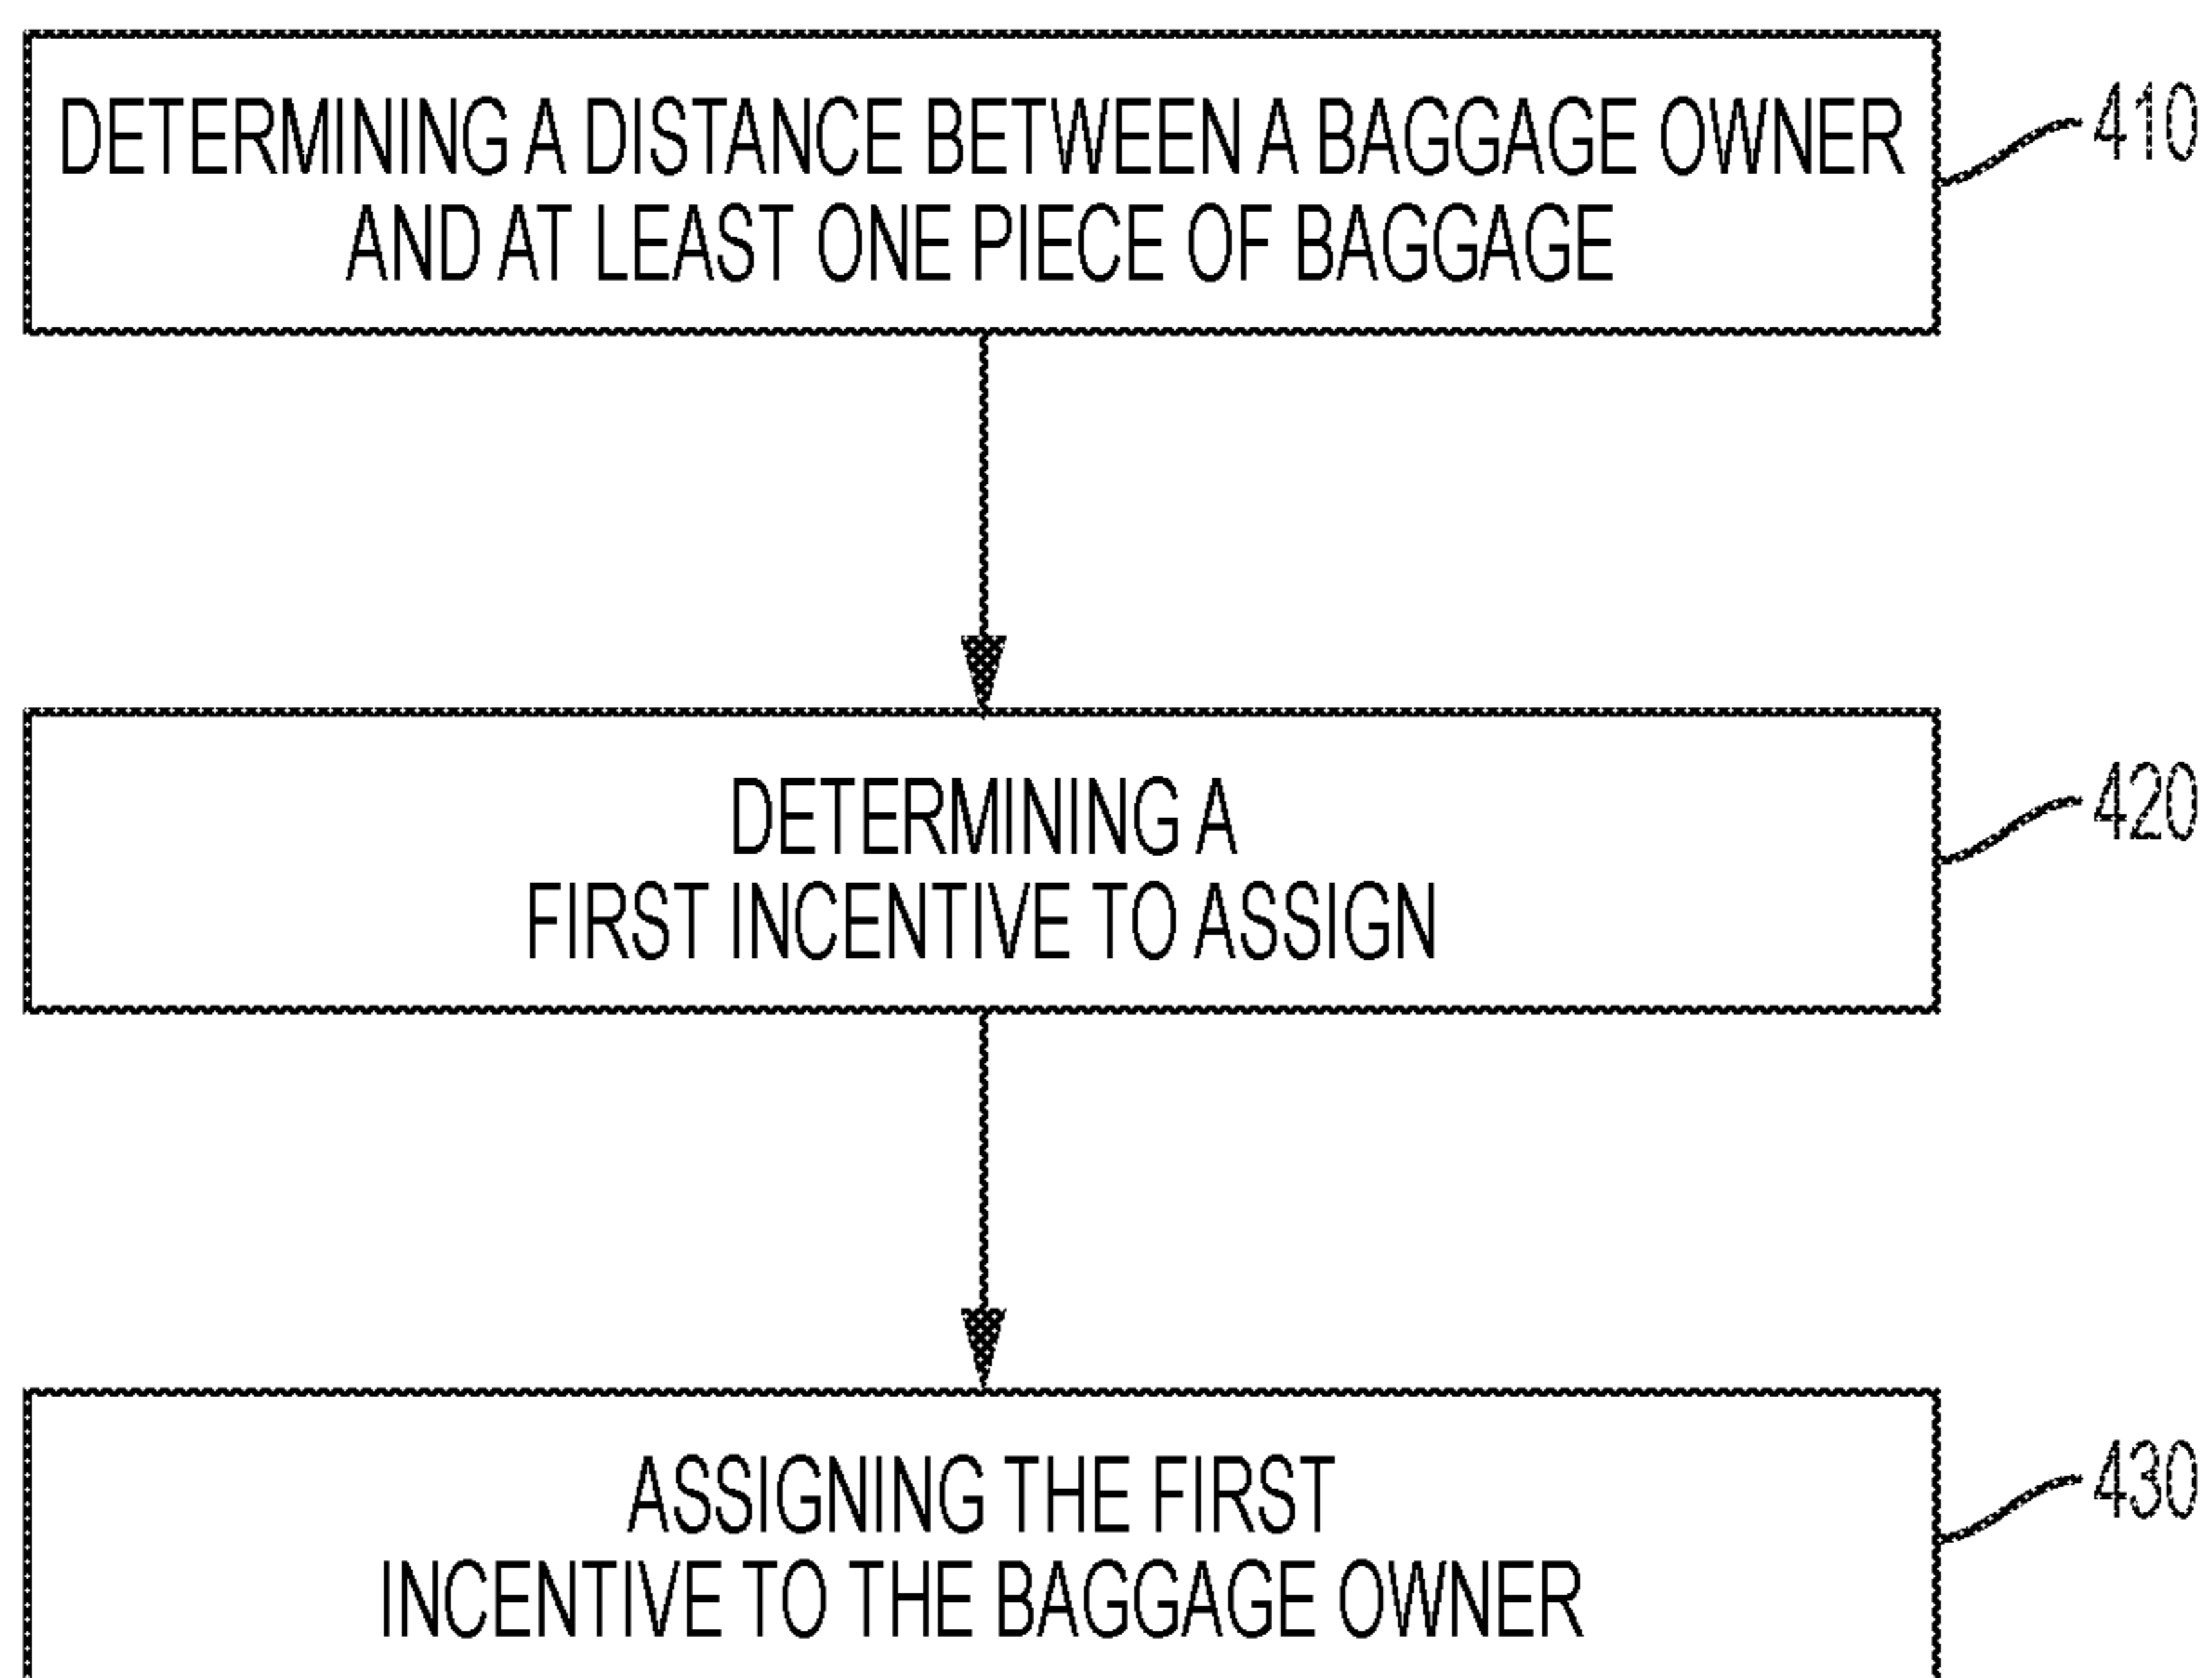 DETERMINING A DISTANCE BETWEEN A BAGGAGE OWNER
AND AT LEAST ONE PIECE OF BAGGAGE
410
DETERMINING A
FIRST INCENTIVE TO ASSIGN
420
ASSIGNING THE FIRST
INCENTIVE TO THE BAGGAGE OWNER
430